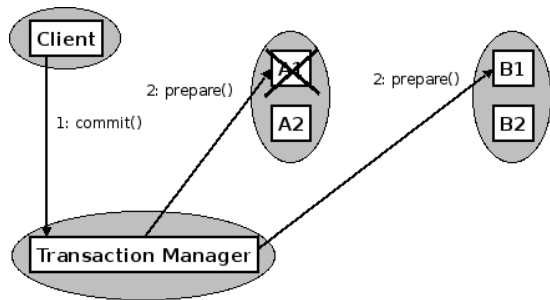 Client
A1
B1
2: prepare()
2: prepare()
1: commit()
A2
B2
Transaction Manager